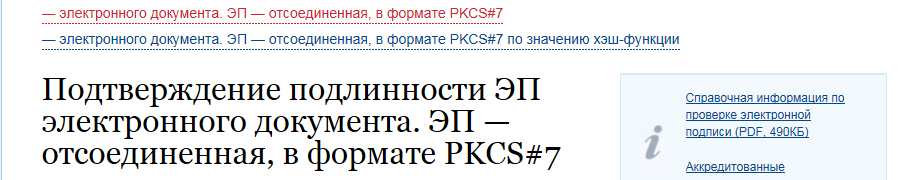 — электронного документа. ЭП — отсоединенная, в формате PKCS#7
— электронного документа. ЭП — отсоединенная, в формате PKCS#7 по значению хэш-функции
Подтверждение подлинности ЭП
электронного документа. ЭП —
отсоединенная, в формате PKCS#7
i
Справочная информация по
проверке электронной
подписи (PDF, 490КБ)
Аккредитованные